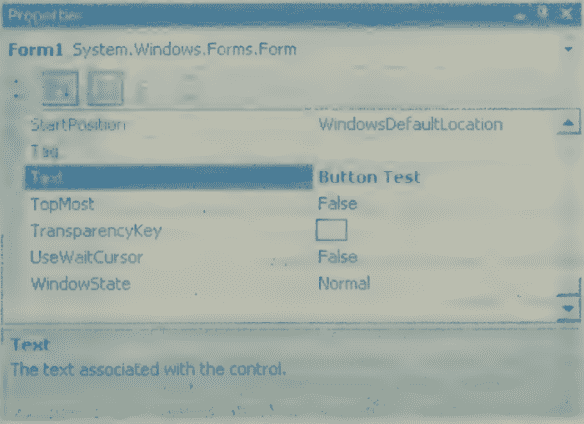 Properties
Form1 System.Windows.Forms.Form
StartPosition WindowsDefaultLocation
Tag
Text Button Test
TopMost False
TransparencyKey
UseWaitCursor False
WindowState Normal
Text
The text associated with the control.